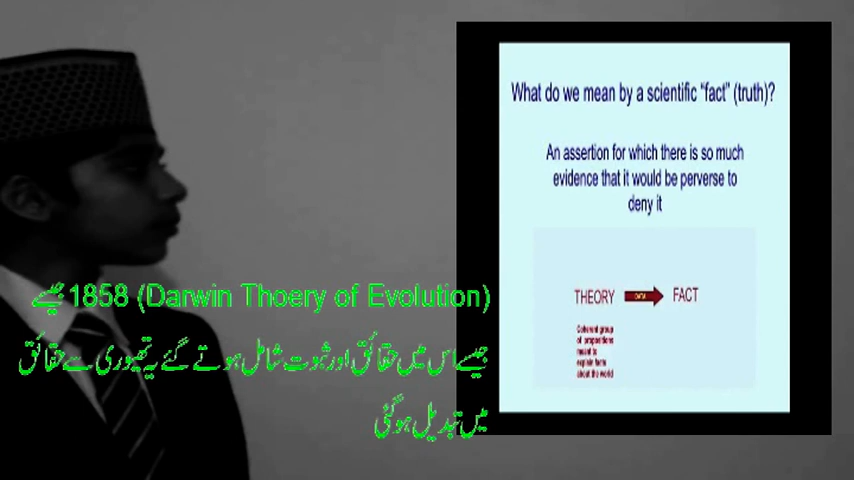 What do we mean by a scientific “fact” (truth)?
An assertion for which there is so much
evidence that it would be perverse to
deny it
THEORY DATA FACT
Coherent group
of propositions
meant to
explain facts
about the world
جیسے 1858 (Darwin Thoery of Evolution)
جیسے اس میں حقائق اور ثبوت شامل ہوتے گئے یہ تھیوری سے حقائق
میں تبدیل ہوگئی